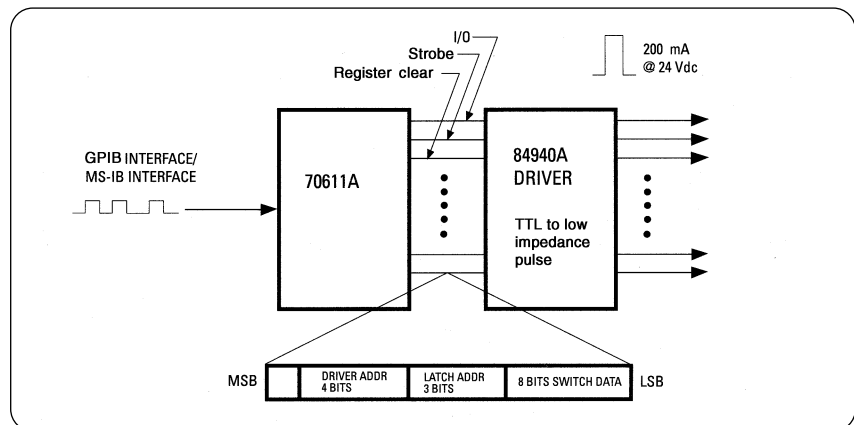 I/O
Strobe
Register clear
200 mA
@ 24 Vdc
GPIB INTERFACE/
MS-IB INTERFACE
70611A
84940A
DRIVER
TTL to low
impedance
pulse
MSB
DRIVER ADDR
4 BITS
LATCH ADDR
3 BITS
8 BITS SWITCH DATA
LSB